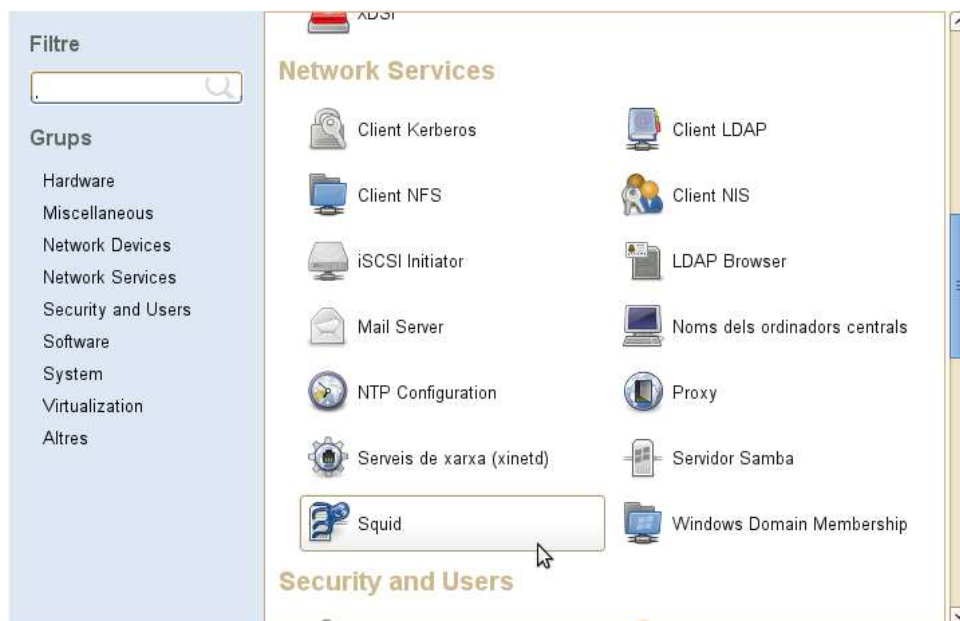 Filtre
.
Grups
Hardware
Miscellaneous
Network Devices
Network Services
Security and Users
Software
System
Virtualization
Altres
xDSl
Network Services
Client Kerberos
Client LDAP
Client NFS
Client NIS
iSCSI Initiator
LDAP Browser
Mail Server
Noms dels ordinadors centrals
NTP Configuration
Proxy
Serveis de xarxa (xinetd)
Servidor Samba
Squid
Windows Domain Membership
Security and Users